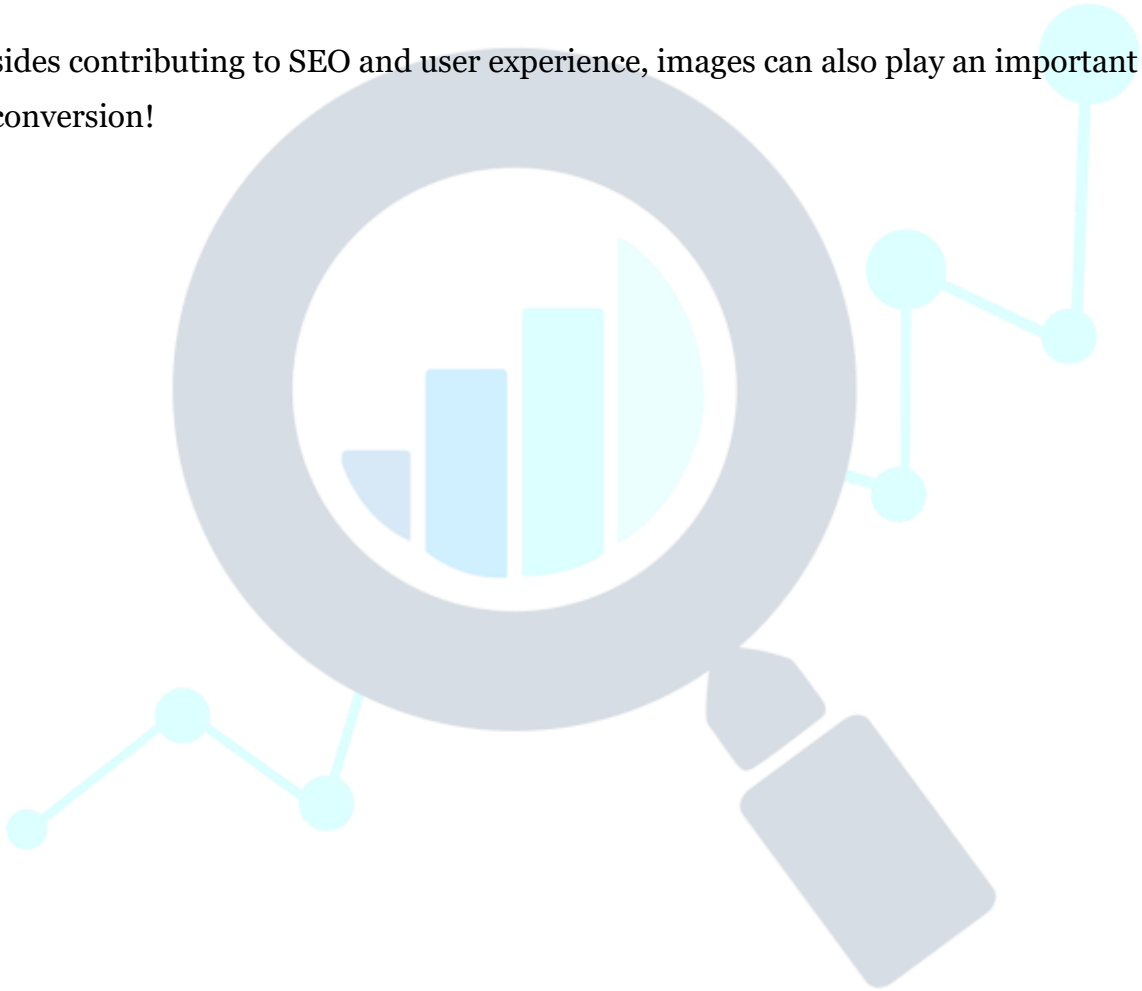 sides contributing to SEO and user experience, images can also play an important
conversion!